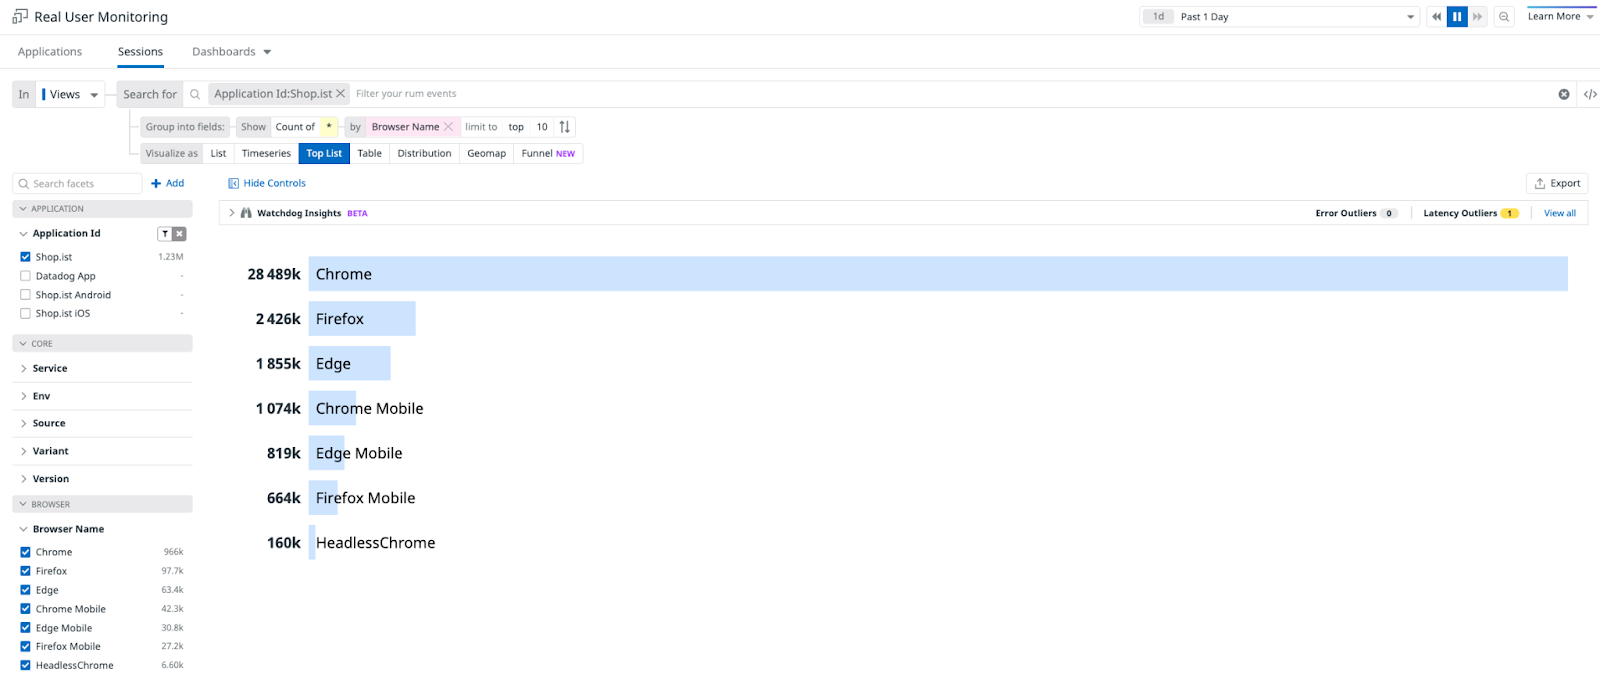 Real User Monitoring
1d Past 1 Day
Learn More
Applications Sessions Dashboards
In Views Search for Application Id:Shop.ist Filter your rum events </>
Group into fields: Show Count of * by Browser Name limit to top 10
Visualize as List Timeseries Top List Table Distribution Geomap Funnel NEW
Search facets Add Hide Controls Export
APPLICATION
Watchdog Insights BETA Error Outliers 0 Latency Outliers 1 View all
Application Id
Shop.ist 1.23M
Datadog App -
Shop.ist Android -
Shop.ist iOS -
CORE
Service
Env
Source
Variant
Version
BROWSER
Browser Name
Chrome 966k
Firefox 97.7k
Edge 63.4k
Chrome Mobile 42.3k
Edge Mobile 30.8k
Firefox Mobile 27.2k
HeadlessChrome 6.60k
28 489k Chrome
2 426k Firefox
1 855k Edge
1 074k Chrome Mobile
819k Edge Mobile
664k Firefox Mobile
160k HeadlessChrome